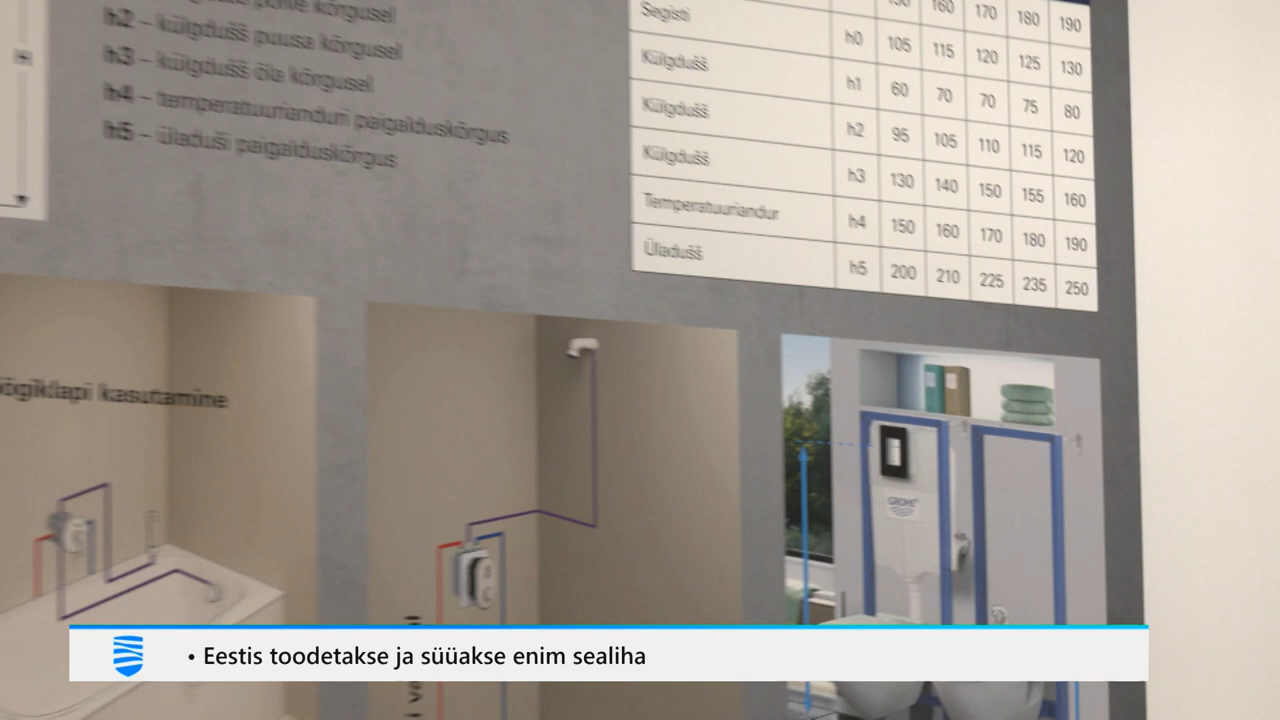 põlve kõrgusel
h2 – külgdušš puusa kõrgusel
h3 – külgdušš õla kõrgusel
h4 – temperatuurianduri paigalduskõrgus
h5 – üladuši paigalduskõrgus
150 160 170 180 190
Segisti h0 105 115 120 125 130
Külgdušš h1 60 70 70 75 80
Külgdušš h2 95 105 110 115 120
Külgdušš h3 130 140 150 155 160
Temperatuuriandur h4 150 160 170 180 190
Üladušš h5 200 210 225 235 250
kasutamine
GROHE
• Eestis toodetakse ja süüakse enim sealiha